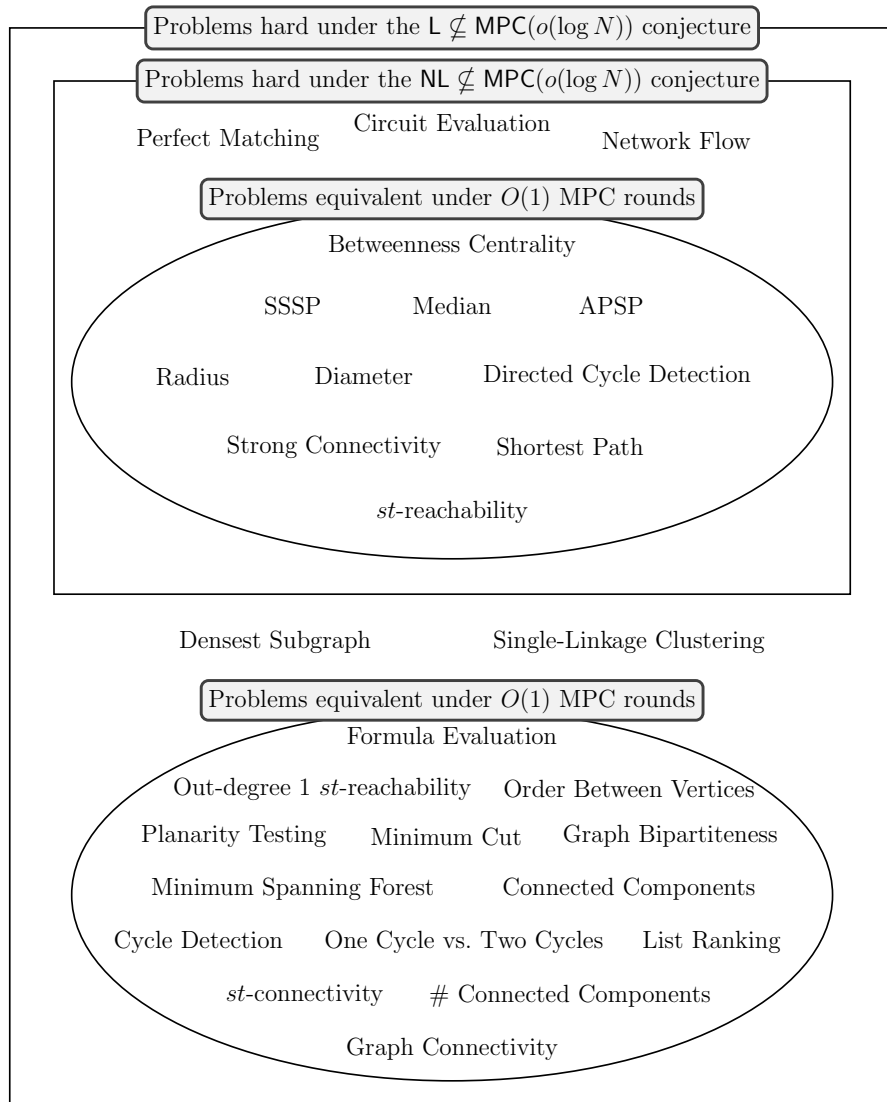 Problems hard under the L ⊈ MPC(o(log N)) conjecture
Problems hard under the NL ⊈ MPC(o(log N)) conjecture
Perfect Matching Circuit Evaluation Network Flow
Problems equivalent under O(1) MPC rounds
Betweenness Centrality
SSSP Median APSP
Radius Diameter Directed Cycle Detection
Strong Connectivity Shortest Path
st-reachability
Densest Subgraph Single-Linkage Clustering
Problems equivalent under O(1) MPC rounds
Formula Evaluation
Out-degree 1 st-reachability Order Between Vertices
Planarity Testing Minimum Cut Graph Bipartiteness
Minimum Spanning Forest Connected Components
Cycle Detection One Cycle vs. Two Cycles List Ranking
st-connectivity # Connected Components
Graph Connectivity